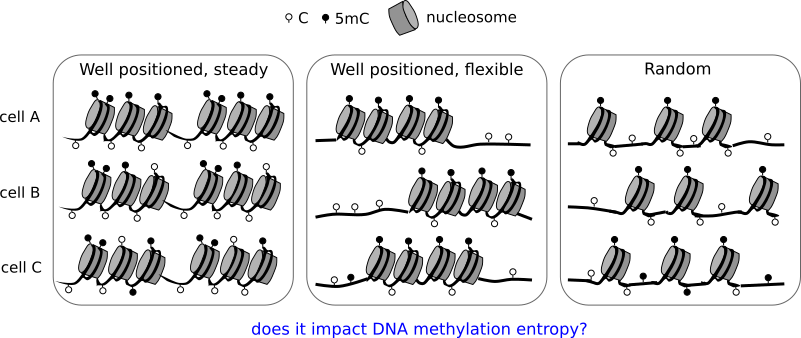 C 5mC nucleosome
Well positioned, steady Well positioned, flexible Random
cell A
cell B
cell C
does it impact DNA methylation entropy?